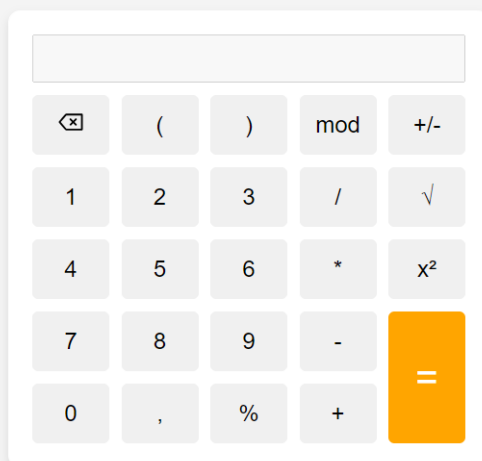 ( ) mod +/-
1 2 3 / √
4 5 6 * x²
7 8 9 -
=
0 , % +